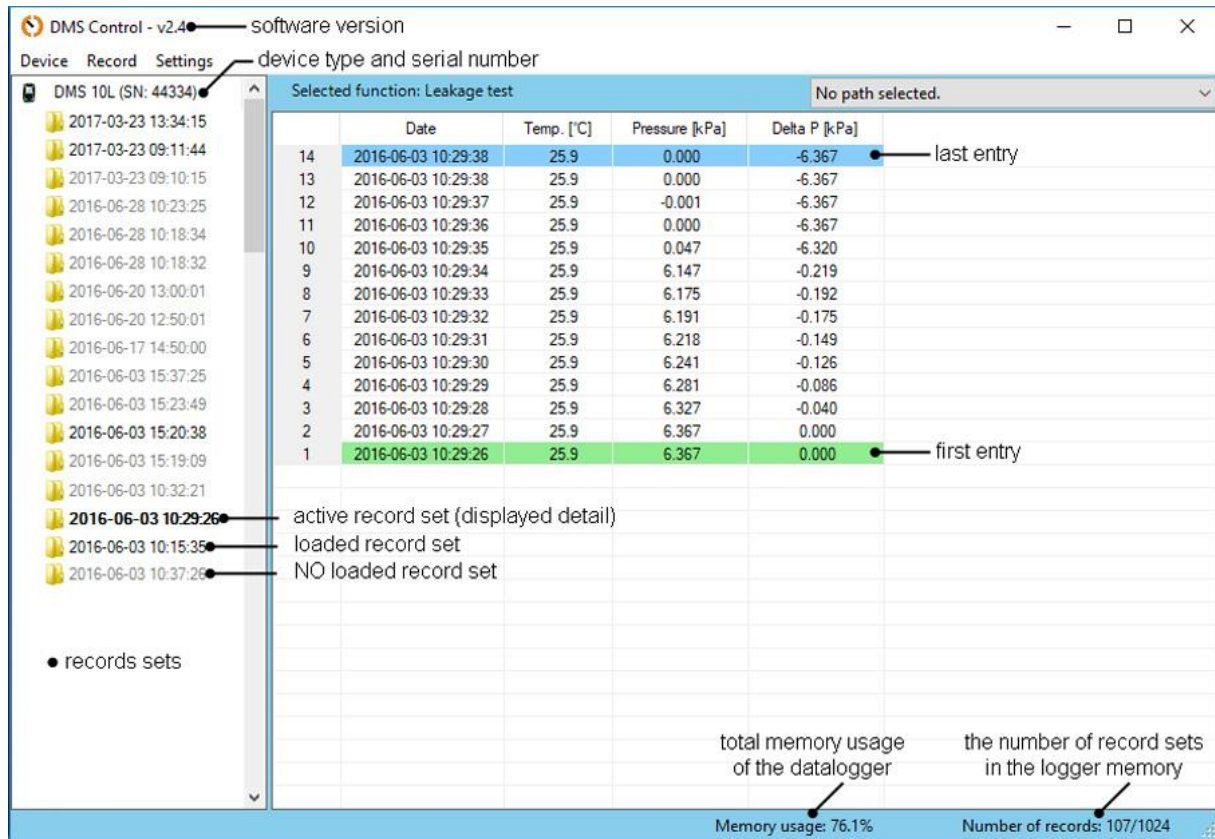 DMS Control - v2.4 software version
Device Record Settings device type and serial number
DMS 10L (SN: 44334) Selected function: Leakage test No path selected.
2017-03-23 13:34:15
2017-03-23 09:11:44
2017-03-23 09:10:15
2016-06-28 10:23:25
2016-06-28 10:18:34
2016-06-28 10:18:32
2016-06-20 13:00:01
2016-06-20 12:50:01
2016-06-17 14:50:00
2016-06-03 15:37:25
2016-06-03 15:23:49
2016-06-03 15:20:38
2016-06-03 15:19:09
2016-06-03 10:32:21
2016-06-03 10:29:26 active record set (displayed detail)
2016-06-03 10:15:35 loaded record set
2016-06-03 10:37:26 NO loaded record set
records sets
Date Temp. [°C] Pressure [kPa] Delta P [kPa]
14 2016-06-03 10:29:38 25.9 0.000 -6.367 last entry
13 2016-06-03 10:29:38 25.9 0.000 -6.367
12 2016-06-03 10:29:37 25.9 -0.001 -6.367
11 2016-06-03 10:29:36 25.9 0.000 -6.367
10 2016-06-03 10:29:35 25.9 0.047 -6.320
9 2016-06-03 10:29:34 25.9 6.147 -0.219
8 2016-06-03 10:29:33 25.9 6.175 -0.192
7 2016-06-03 10:29:32 25.9 6.191 -0.175
6 2016-06-03 10:29:31 25.9 6.218 -0.149
5 2016-06-03 10:29:30 25.9 6.241 -0.126
4 2016-06-03 10:29:29 25.9 6.281 -0.086
3 2016-06-03 10:29:28 25.9 6.327 -0.040
2 2016-06-03 10:29:27 25.9 6.367 0.000
1 2016-06-03 10:29:26 25.9 6.367 0.000 first entry
total memory usage
of the datalogger
the number of record sets
in the logger memory
Memory usage: 76.1% Number of records: 107/1024